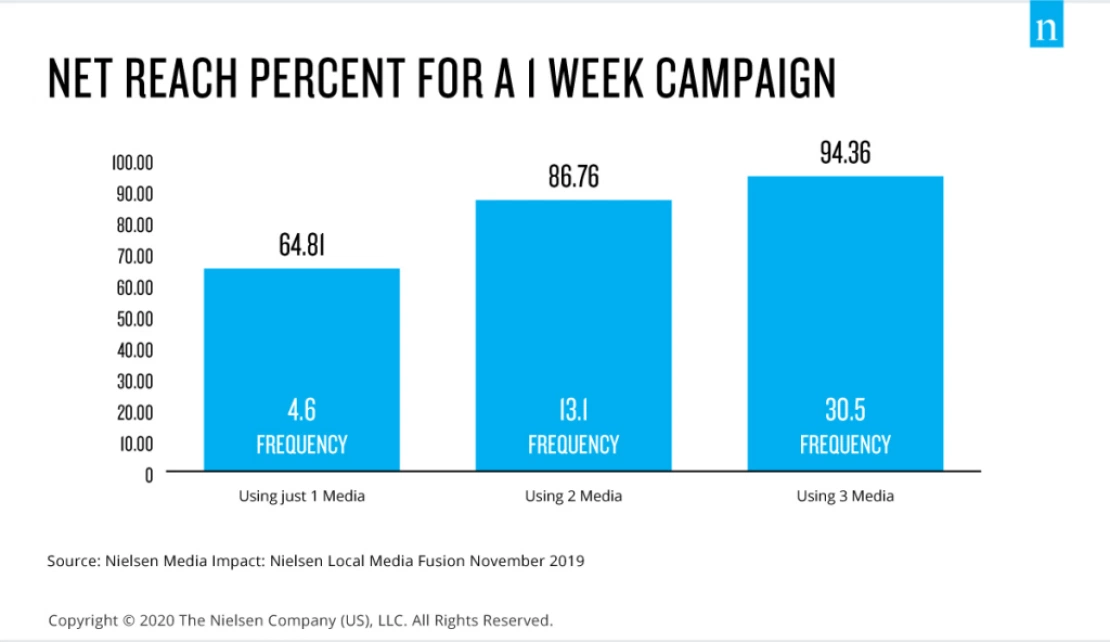 n
NET REACH PERCENT FOR A 1 WEEK CAMPAIGN
100.00
90.00
80.00
70.00
60.00
50.00
40.00
30.00
20.00
10.00
0
64.81
86.76
94.36
4.6
FREQUENCY
13.1
FREQUENCY
30.5
FREQUENCY
Using just 1 Media
Using 2 Media
Using 3 Media
Source: Nielsen Media Impact: Nielsen Local Media Fusion November 2019
Copyright © 2020 The Nielsen Company (US), LLC. All Rights Reserved.